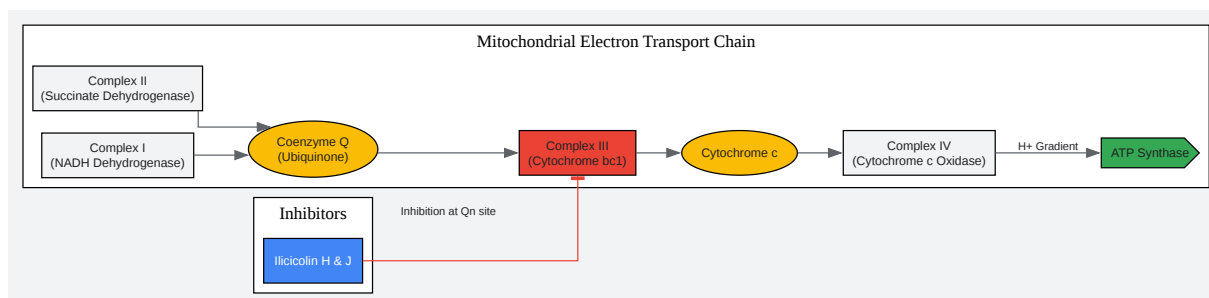 Mitochondrial Electron Transport Chain
Complex II
(Succinate Dehydrogenase)
Complex I
(NADH Dehydrogenase)
Coenzyme Q
(Ubiquinone)
Complex III
(Cytochrome bc1)
Cytochrome c
Complex IV
(Cytochrome c Oxidase)
H+ Gradient
ATP Synthase
Inhibitors
Inhibition at Qn site
Ilicicolin H & J